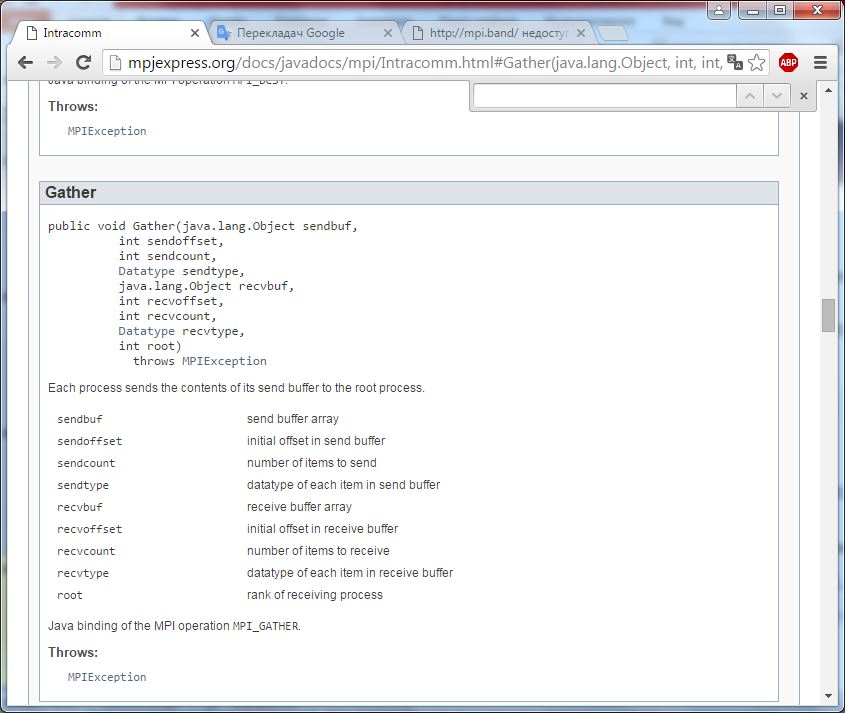 Intracomm
Перекладач Google
http://mpi.band/ недоступ
mpjexpress.org/docs/javadocs/mpi/Intracomm.html#Gather(java.lang.Object, int, int,
ABP
Java binding of the MPI operation
Throws:
MPIException
Gather
public void Gather(java.lang.Object sendbuf,
int sendoffset,
int sendcount,
Datatype sendtype,
java.lang.Object recvbuf,
int recvoffset,
int recvcount,
Datatype recvtype,
int root)
throws MPIException
Each process sends the contents of its send buffer to the root process.
sendbuf send buffer array
sendoffset initial offset in send buffer
sendcount number of items to send
sendtype datatype of each item in send buffer
recvbuf receive buffer array
recvoffset initial offset in receive buffer
recvcount number of items to receive
recvtype datatype of each item in receive buffer
root rank of receiving process
Java binding of the MPI operation MPI_GATHER.
Throws:
MPIException